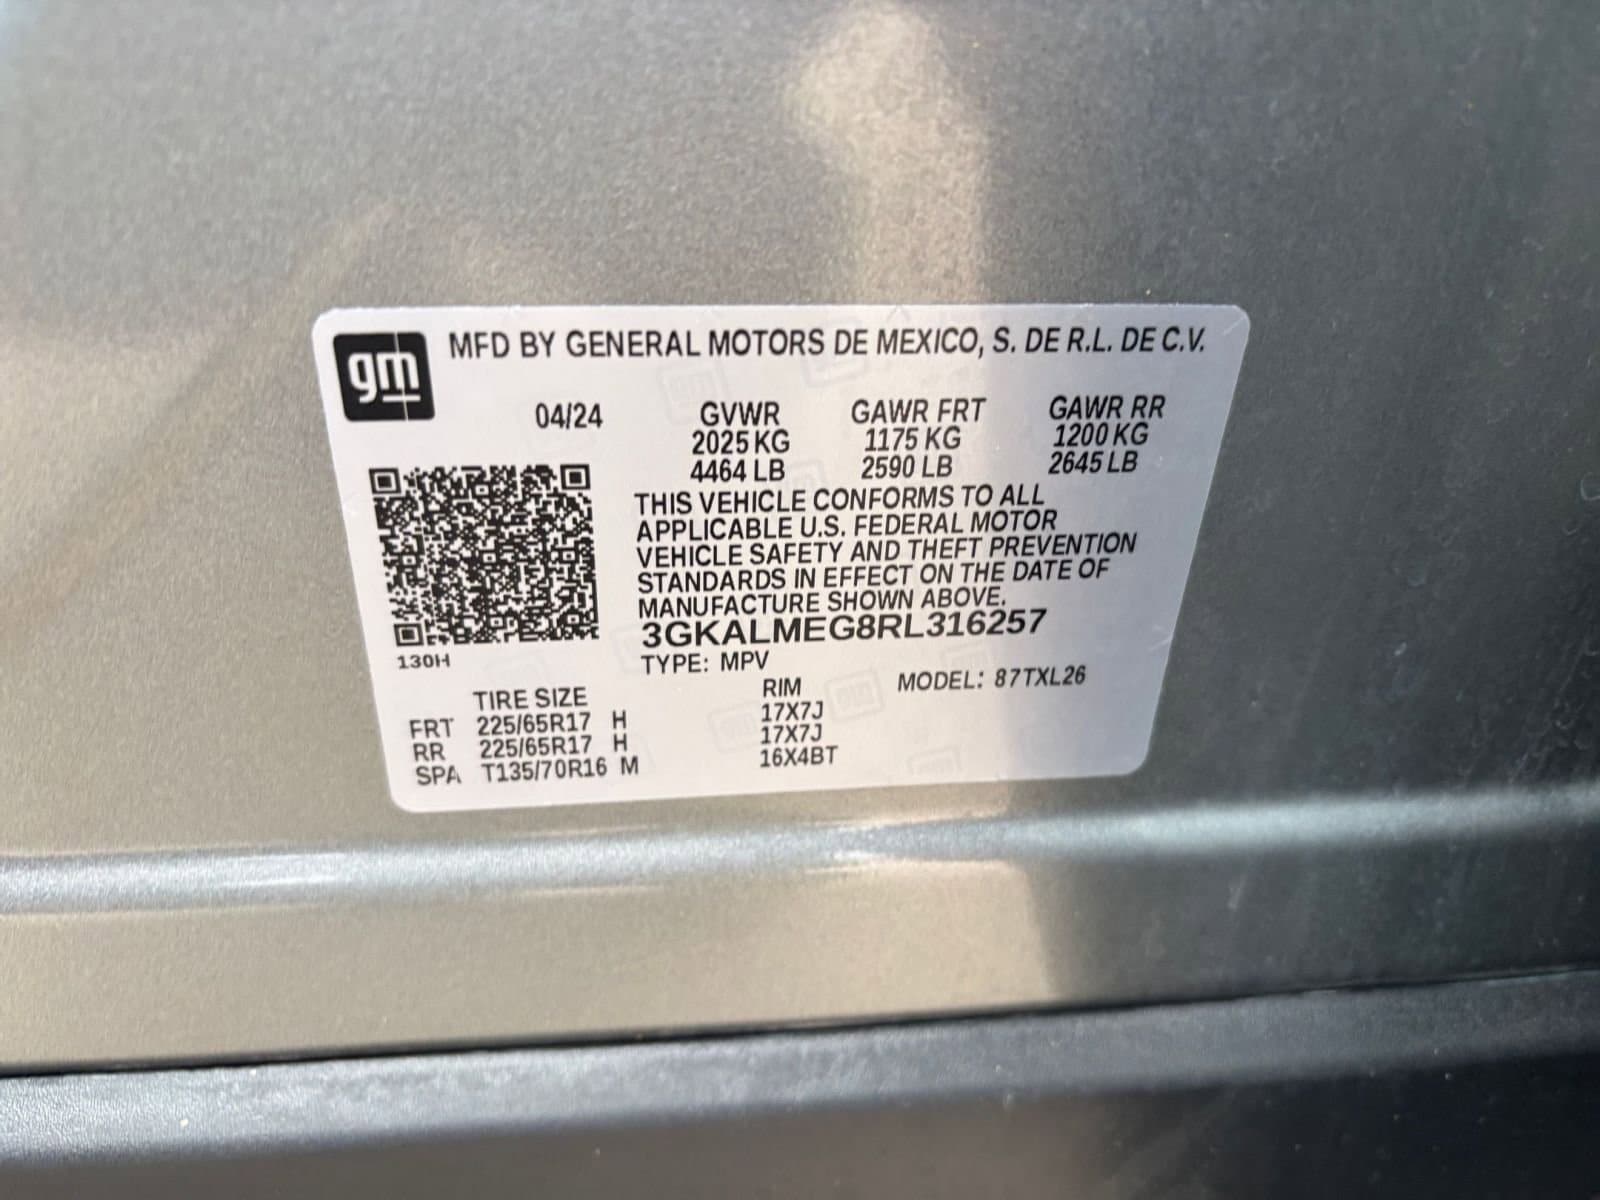 gm MFD BY GENERAL MOTORS DE MEXICO, S. DE R.L. DE C.V.
04/24 GVWR GAWR FRT GAWR RR
2025 KG 1175 KG 1200 KG
4464 LB 2590 LB 2645 LB
THIS VEHICLE CONFORMS TO ALL
APPLICABLE U.S. FEDERAL MOTOR
VEHICLE SAFETY AND THEFT PREVENTION
STANDARDS IN EFFECT ON THE DATE OF
MANUFACTURE SHOWN ABOVE.
3GKALMEG8RL316257
130H TYPE: MPV
MODEL: 87TXL26
TIRE SIZE RIM
FRT 225/65R17 H 17X7J
RR 225/65R17 H 17X7J
SPA T135/70R16 M 16X4BT